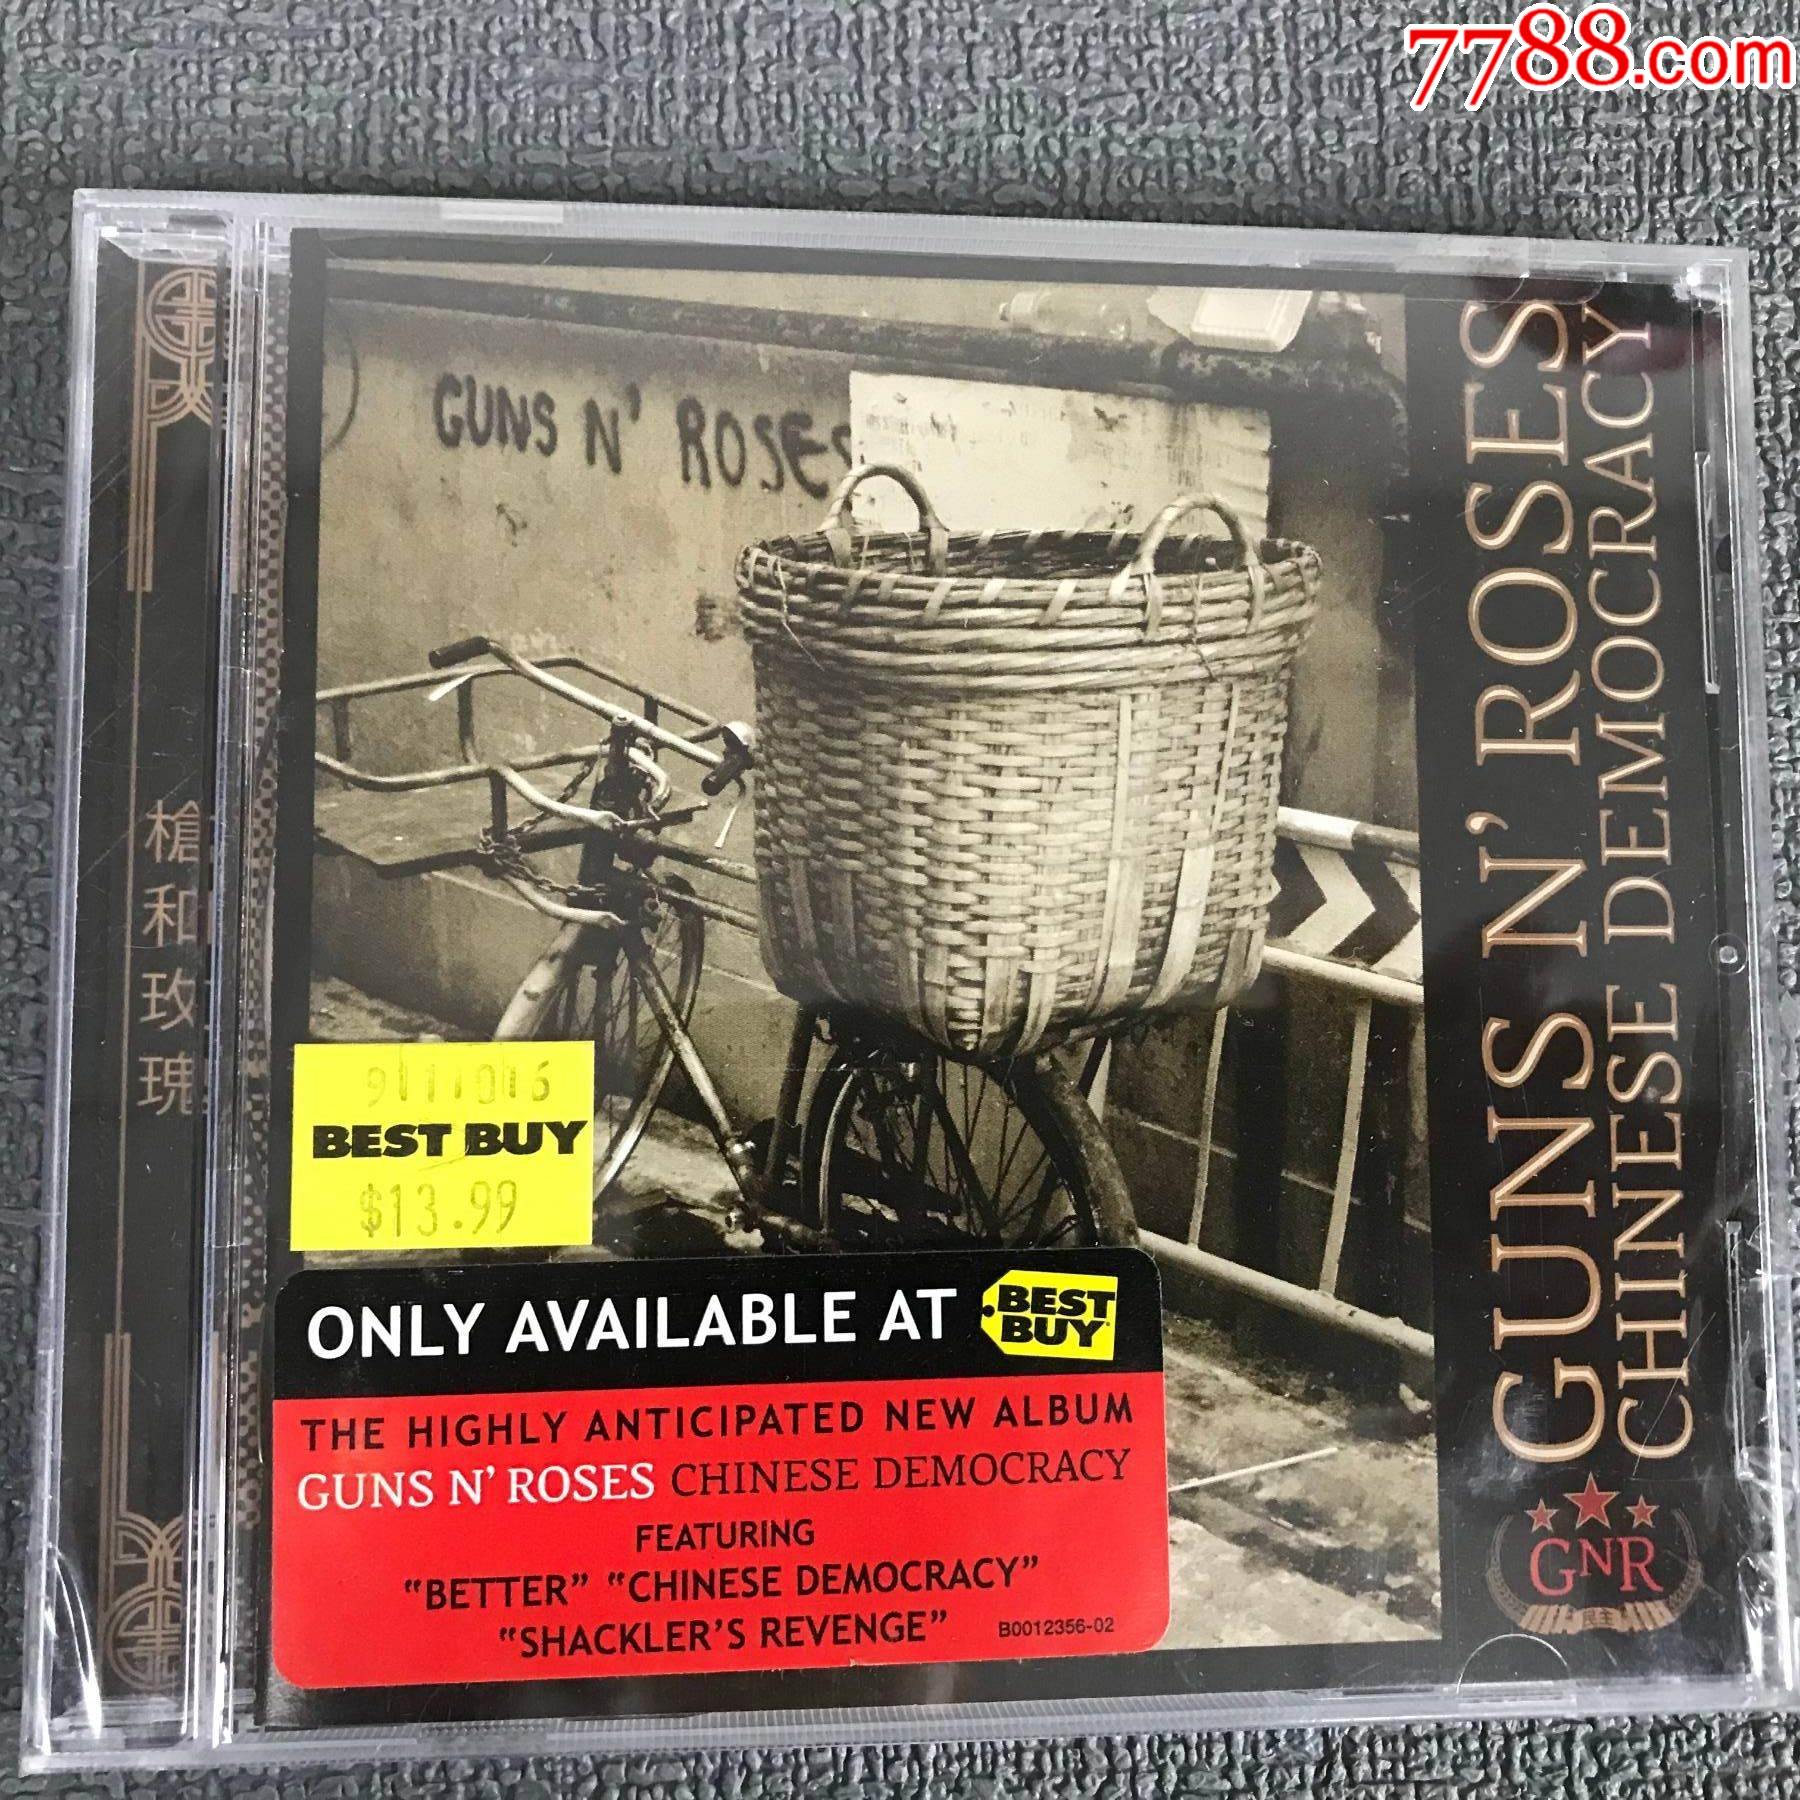 7788.com
GUNS N' ROSES
GUNS N' ROSES
CHINESE DEMOCRACY
槍和玫瑰
BEST BUY
$13.99
ONLY AVAILABLE AT BEST BUY
THE HIGHLY ANTICIPATED NEW ALBUM
GUNS N' ROSES CHINESE DEMOCRACY
FEATURING
"BETTER" "CHINESE DEMOCRACY"
"SHACKLER'S REVENGE"
B0012356-02
GNR
民主